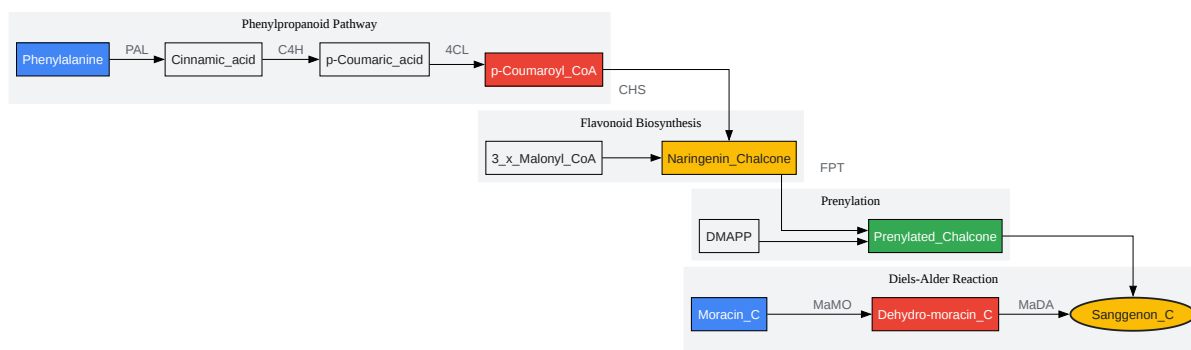 Phenylpropanoid Pathway
Phenylalanine
PAL
Cinnamic_acid
C4H
p-Coumaric_acid
4CL
p-Coumaroyl_CoA
CHS
Flavonoid Biosynthesis
3_x_Malonyl_CoA
Naringenin_Chalcone
FPT
Prenylation
DMAPP
Prenylated_Chalcone
Diels-Alder Reaction
Moracin_C
MaMO
Dehydro-moracin_C
MaDA
Sanggenon_C